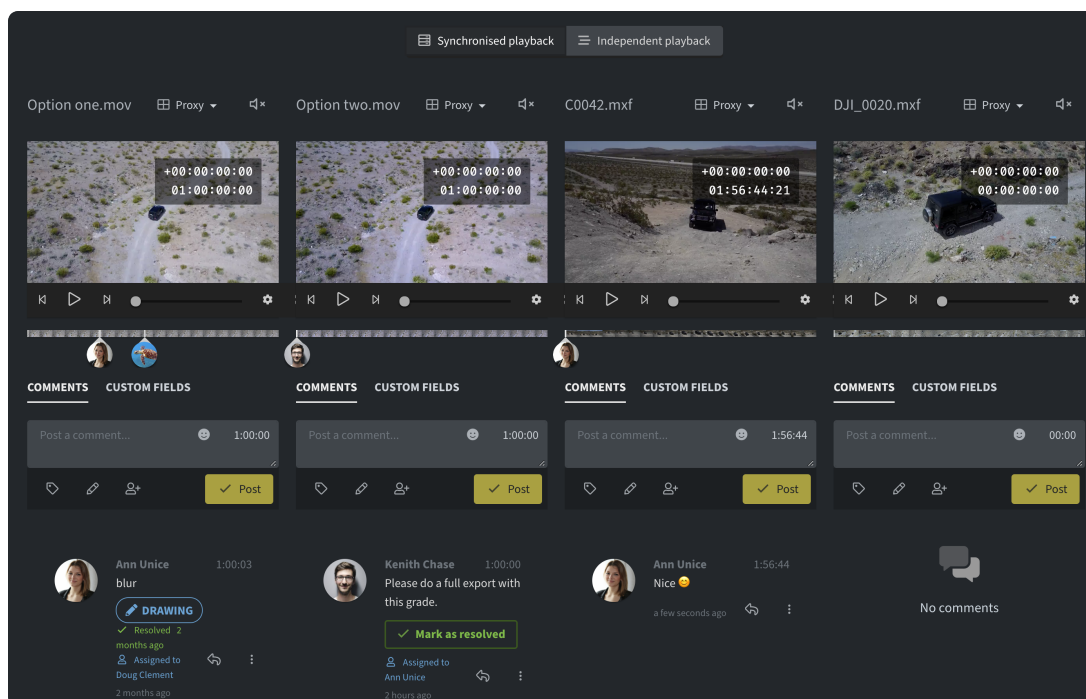 Synchronised playback
Independent playback
Option one.mov
Proxy
Option two.mov
Proxy
C0042.mxf
Proxy
DJI_0020.mxf
Proxy
+00:00:00:00
01:00:00:00
+00:00:00:00
01:00:00:00
+00:00:00:00
01:56:44:21
+00:00:00:00
00:00:00:00
COMMENTS
CUSTOM FIELDS
COMMENTS
CUSTOM FIELDS
COMMENTS
CUSTOM FIELDS
COMMENTS
CUSTOM FIELDS
Post a comment...
1:00:00
Post a comment...
1:00:00
Post a comment...
1:56:44
Post a comment...
00:00
Post
Post
Post
Post
Ann Unice
1:00:03
blur
DRAWING
Resolved 2
months ago
Assigned to
Doug Clement
2 months ago
Kenith Chase
1:00:00
Please do a full export with
this grade.
Mark as resolved
Assigned to
Ann Unice
2 hours ago
Ann Unice
1:56:44
Nice 😊
a few seconds ago
No comments